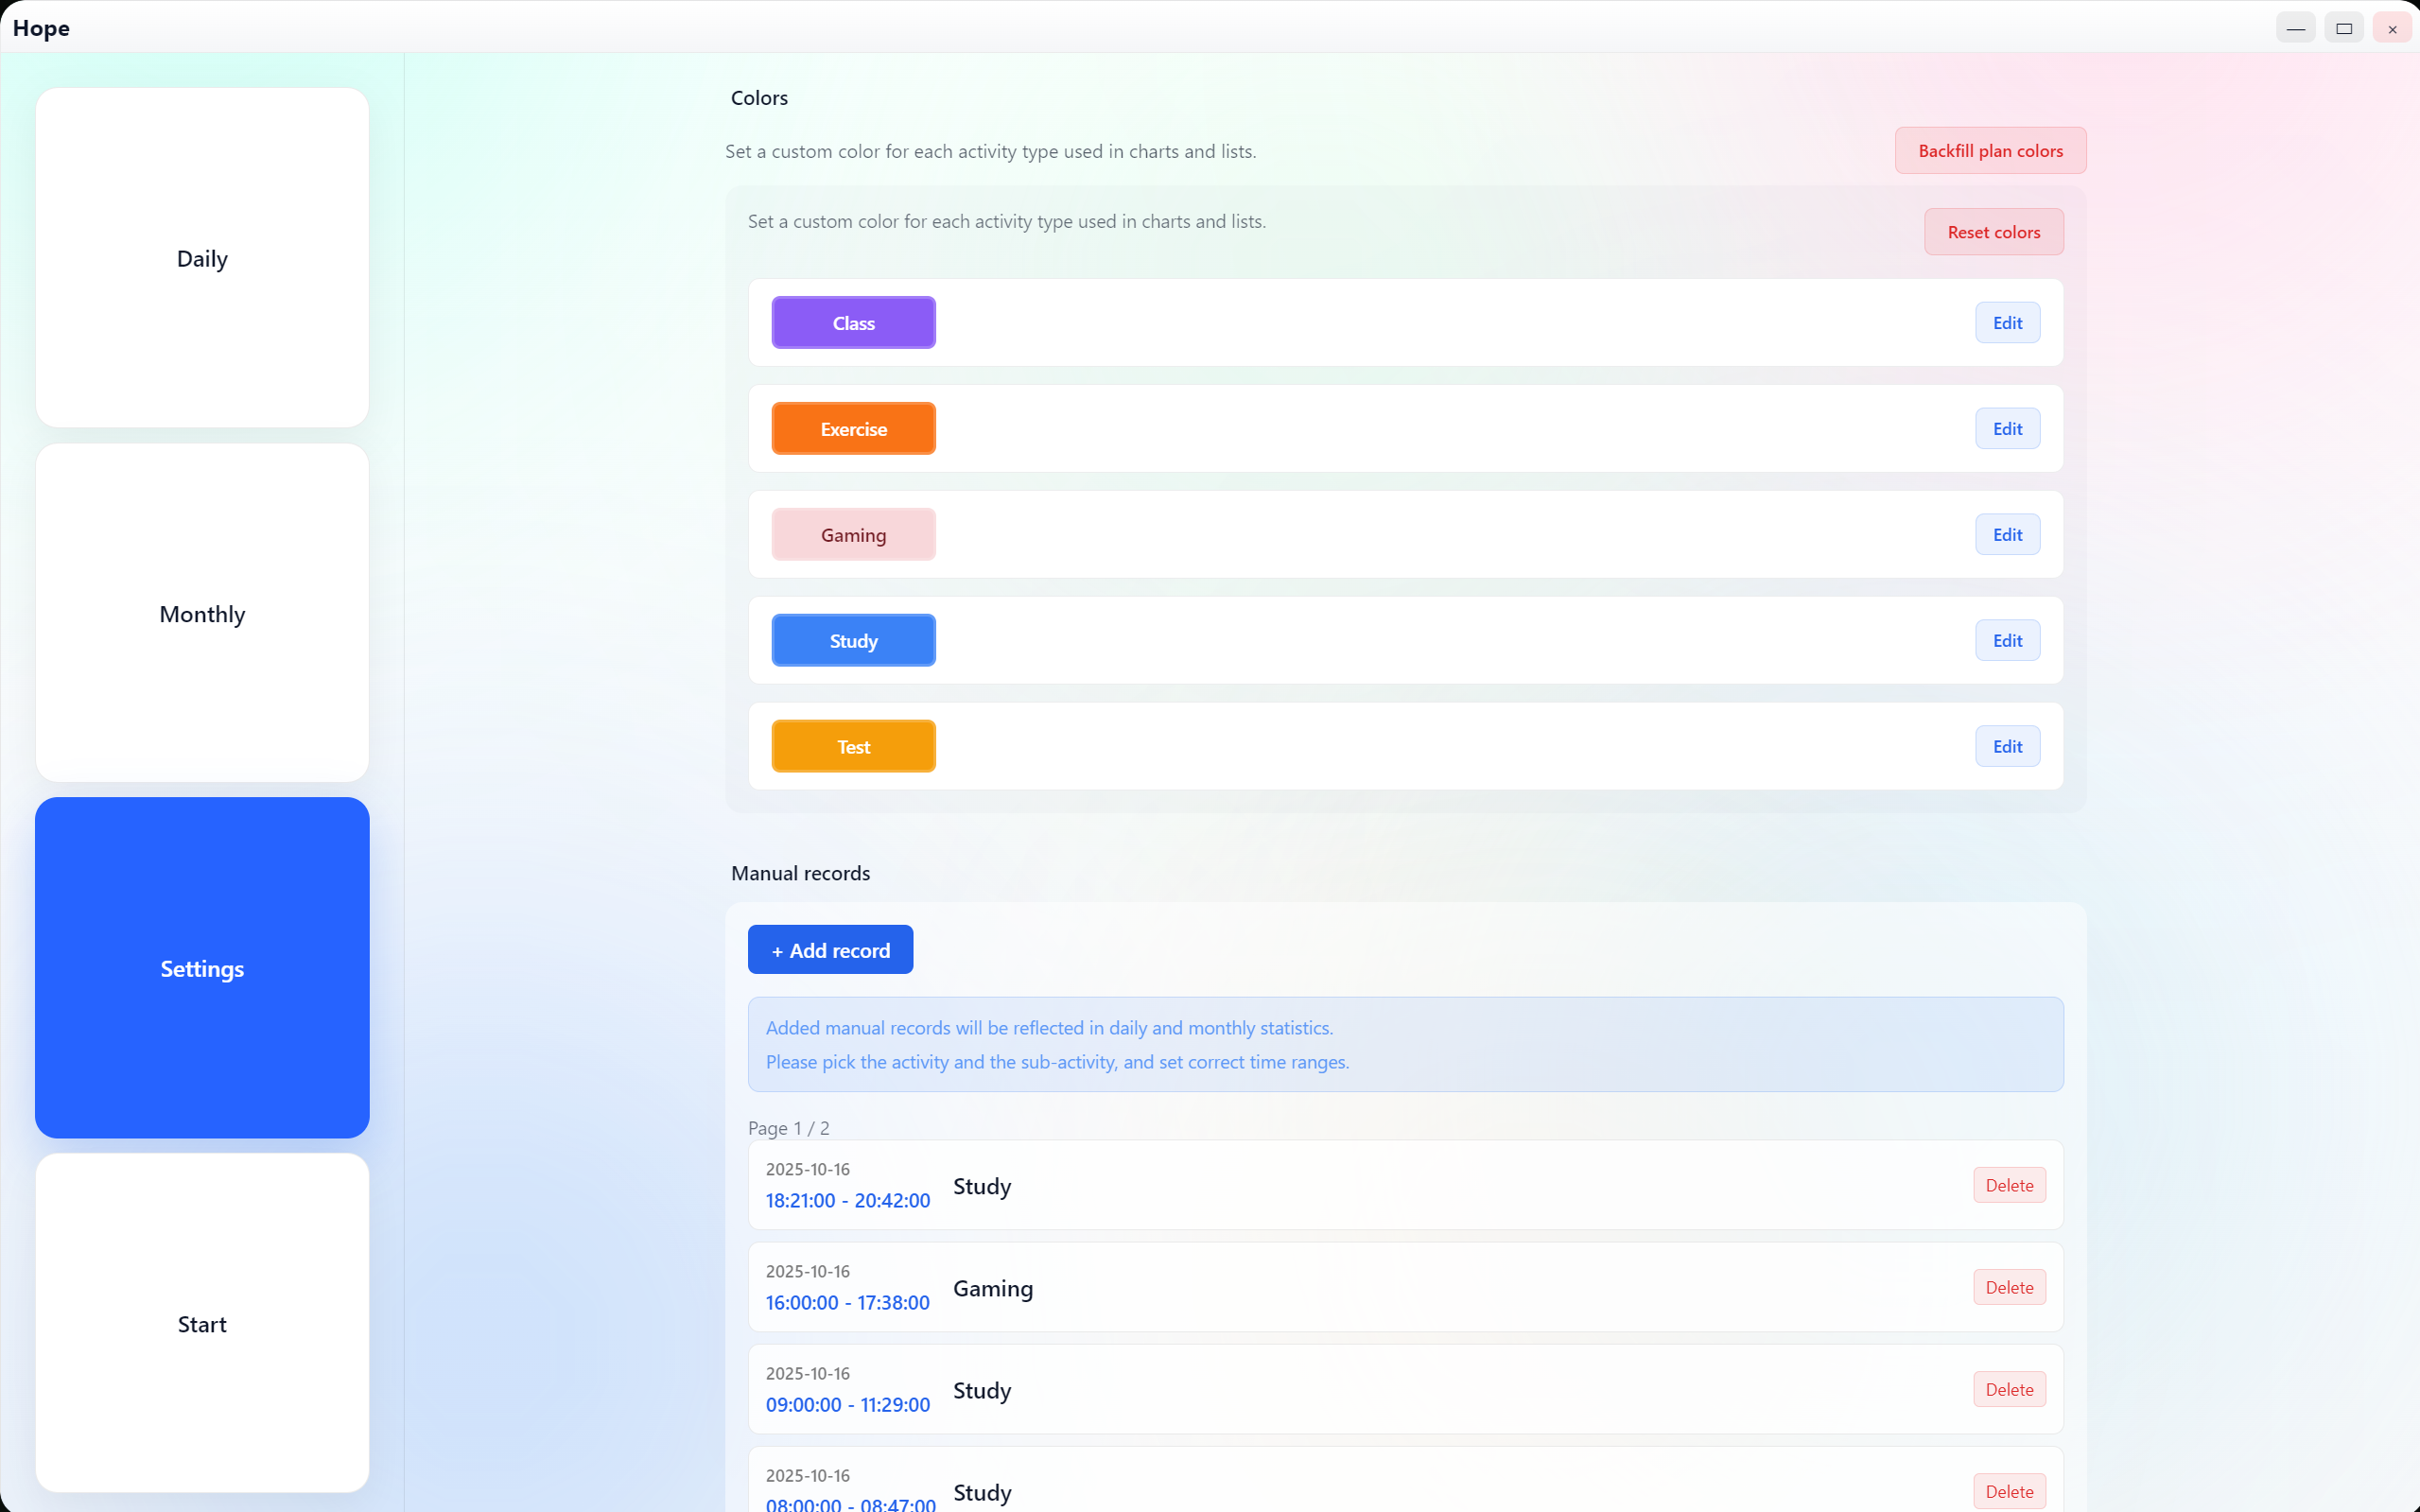 Hope
Daily
Monthly
Settings
Start
Colors
Set a custom color for each activity type used in charts and lists.
Backfill plan colors
Set a custom color for each activity type used in charts and lists.
Reset colors
Class
Edit
Exercise
Edit
Gaming
Edit
Study
Edit
Test
Edit
Manual records
+ Add record
Added manual records will be reflected in daily and monthly statistics.
Please pick the activity and the sub-activity, and set correct time ranges.
Page 1 / 2
2025-10-16
18:21:00 - 20:42:00
Study
Delete
2025-10-16
16:00:00 - 17:38:00
Gaming
Delete
2025-10-16
09:00:00 - 11:29:00
Study
Delete
2025-10-16
08:00:00 - 08:47:00
Study
Delete